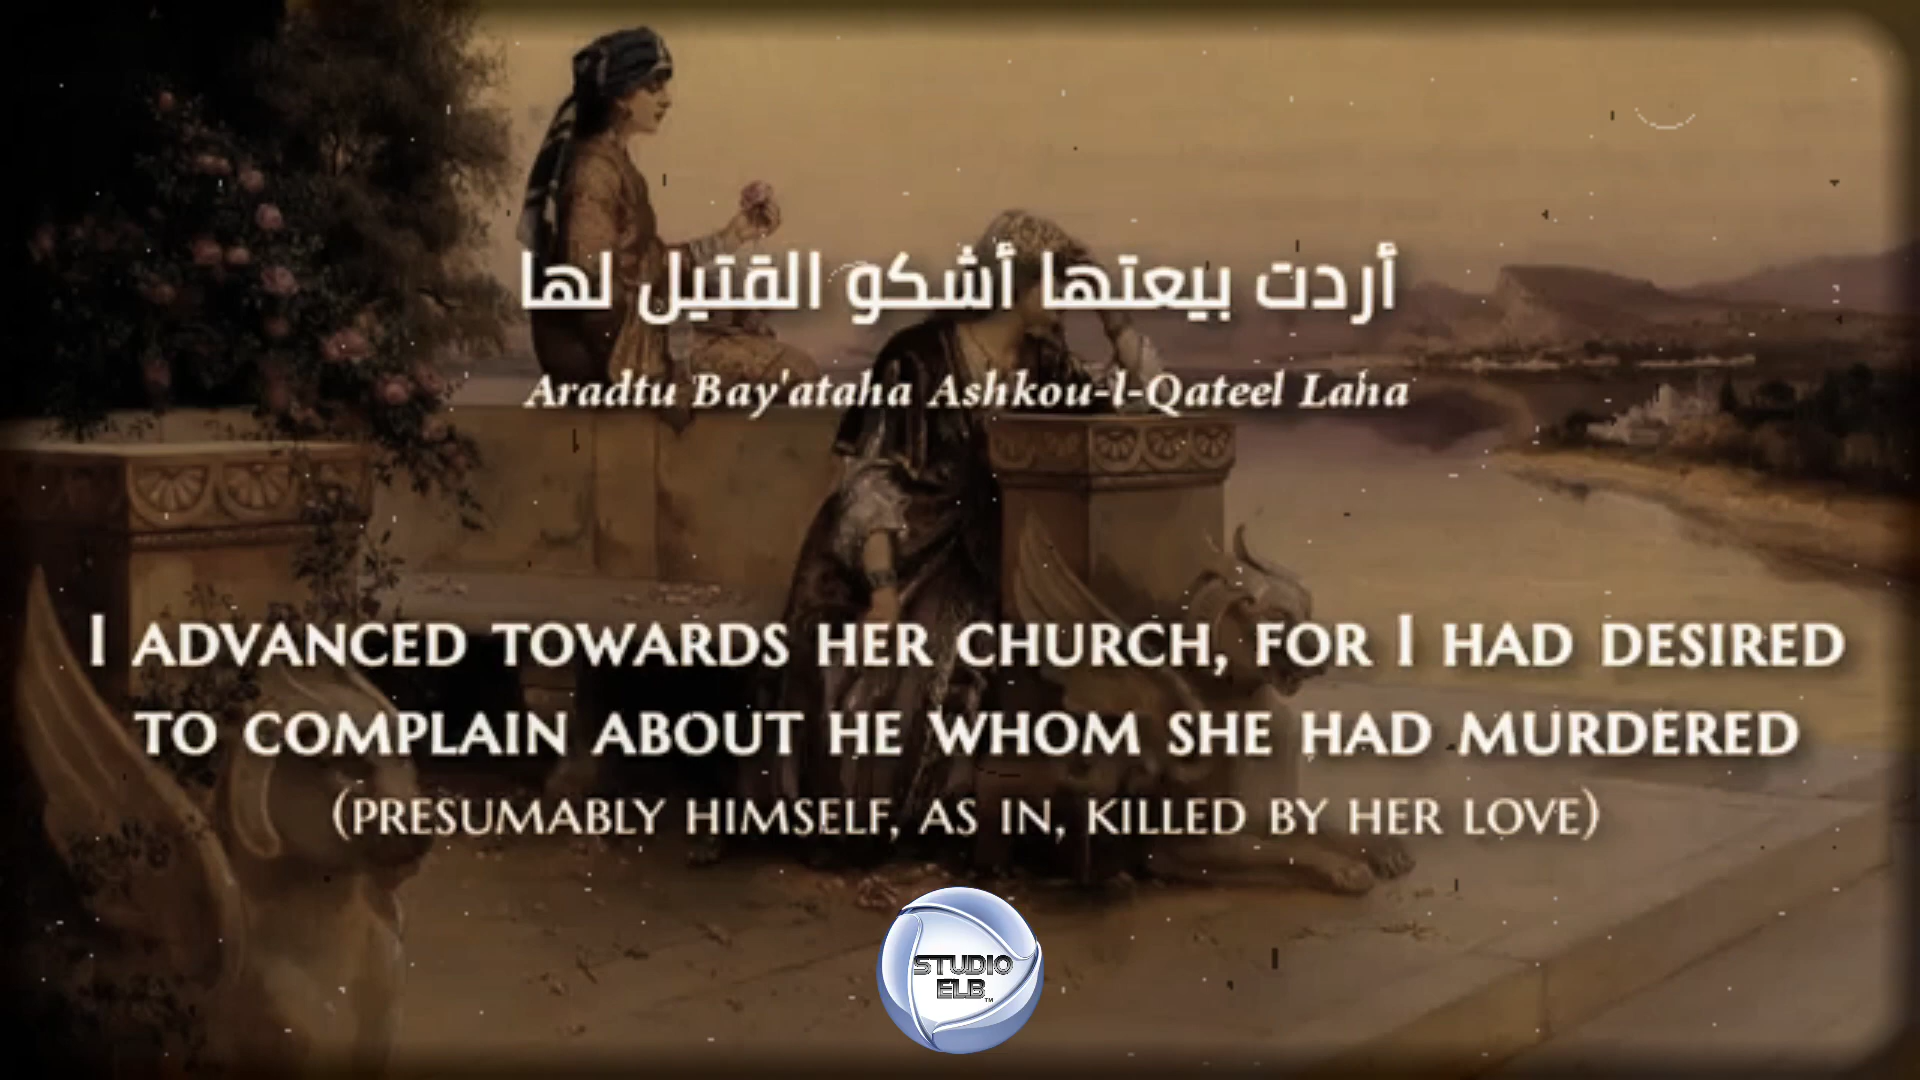 أردت بيعتها أشكو القتيل لها
Aradtu Bay'ataha Ashkou-l-Qateel Laha
I ADVANCED TOWARDS HER CHURCH, FOR I HAD DESIRED
TO COMPLAIN ABOUT HE WHOM SHE HAD MURDERED
(PRESUMABLY HIMSELF, AS IN, KILLED BY HER LOVE)
STUDIO
ELB™